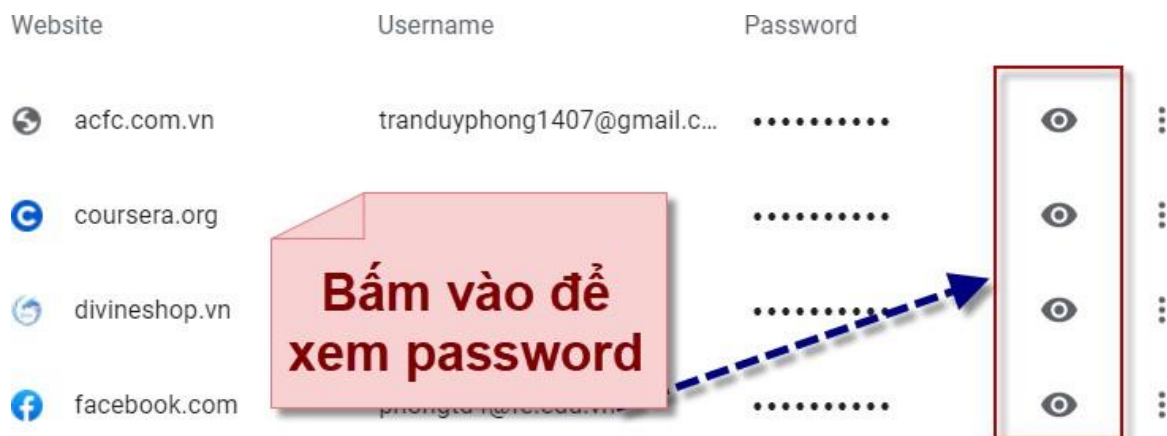 Website Username Password
acfc.com.vn tranduyphong1407@gmail.c... ••••••••••
coursera.org ••••••••••
divineshop.vn ••••••••••
facebook.com ••••••••••
Bấm vào để
xem password